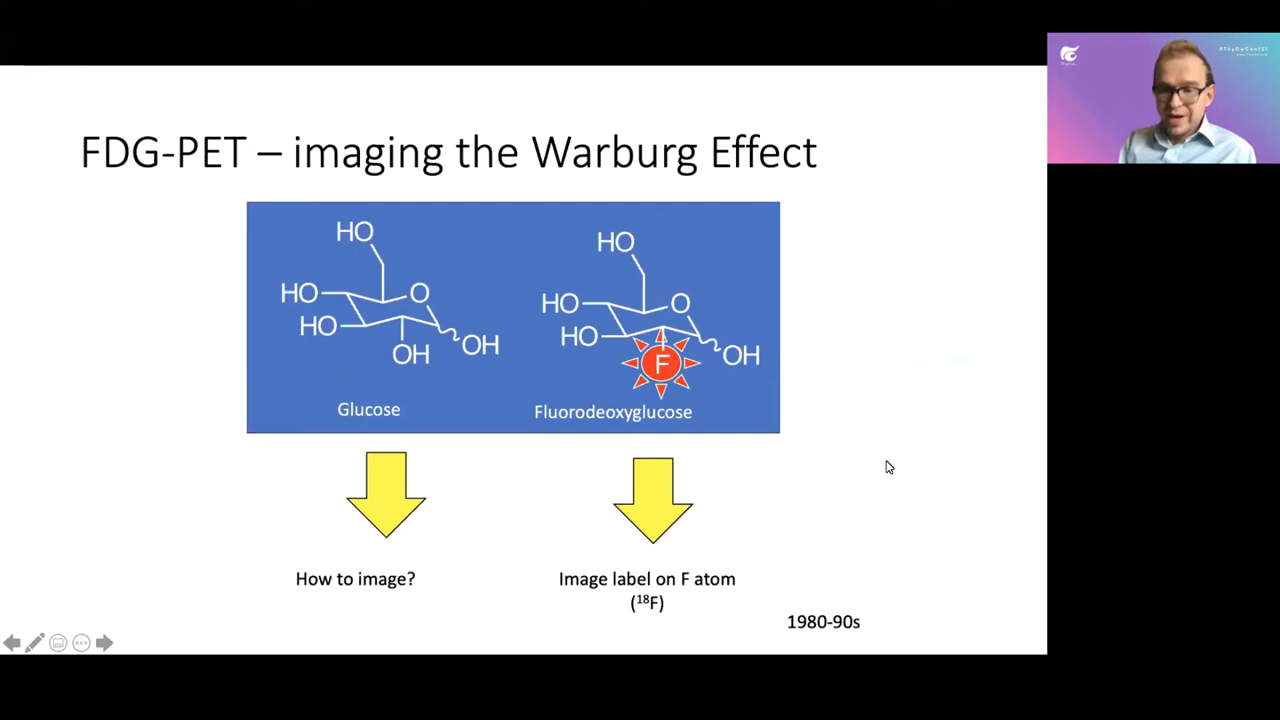 FDG-PET – imaging the Warburg Effect
HO
HO
O
HO
OH
OH
Glucose
HO
HO
O
HO
OH
F
Fluorodeoxyglucose
How to image?
Image label on F atom
(¹⁸F)
1980-90s